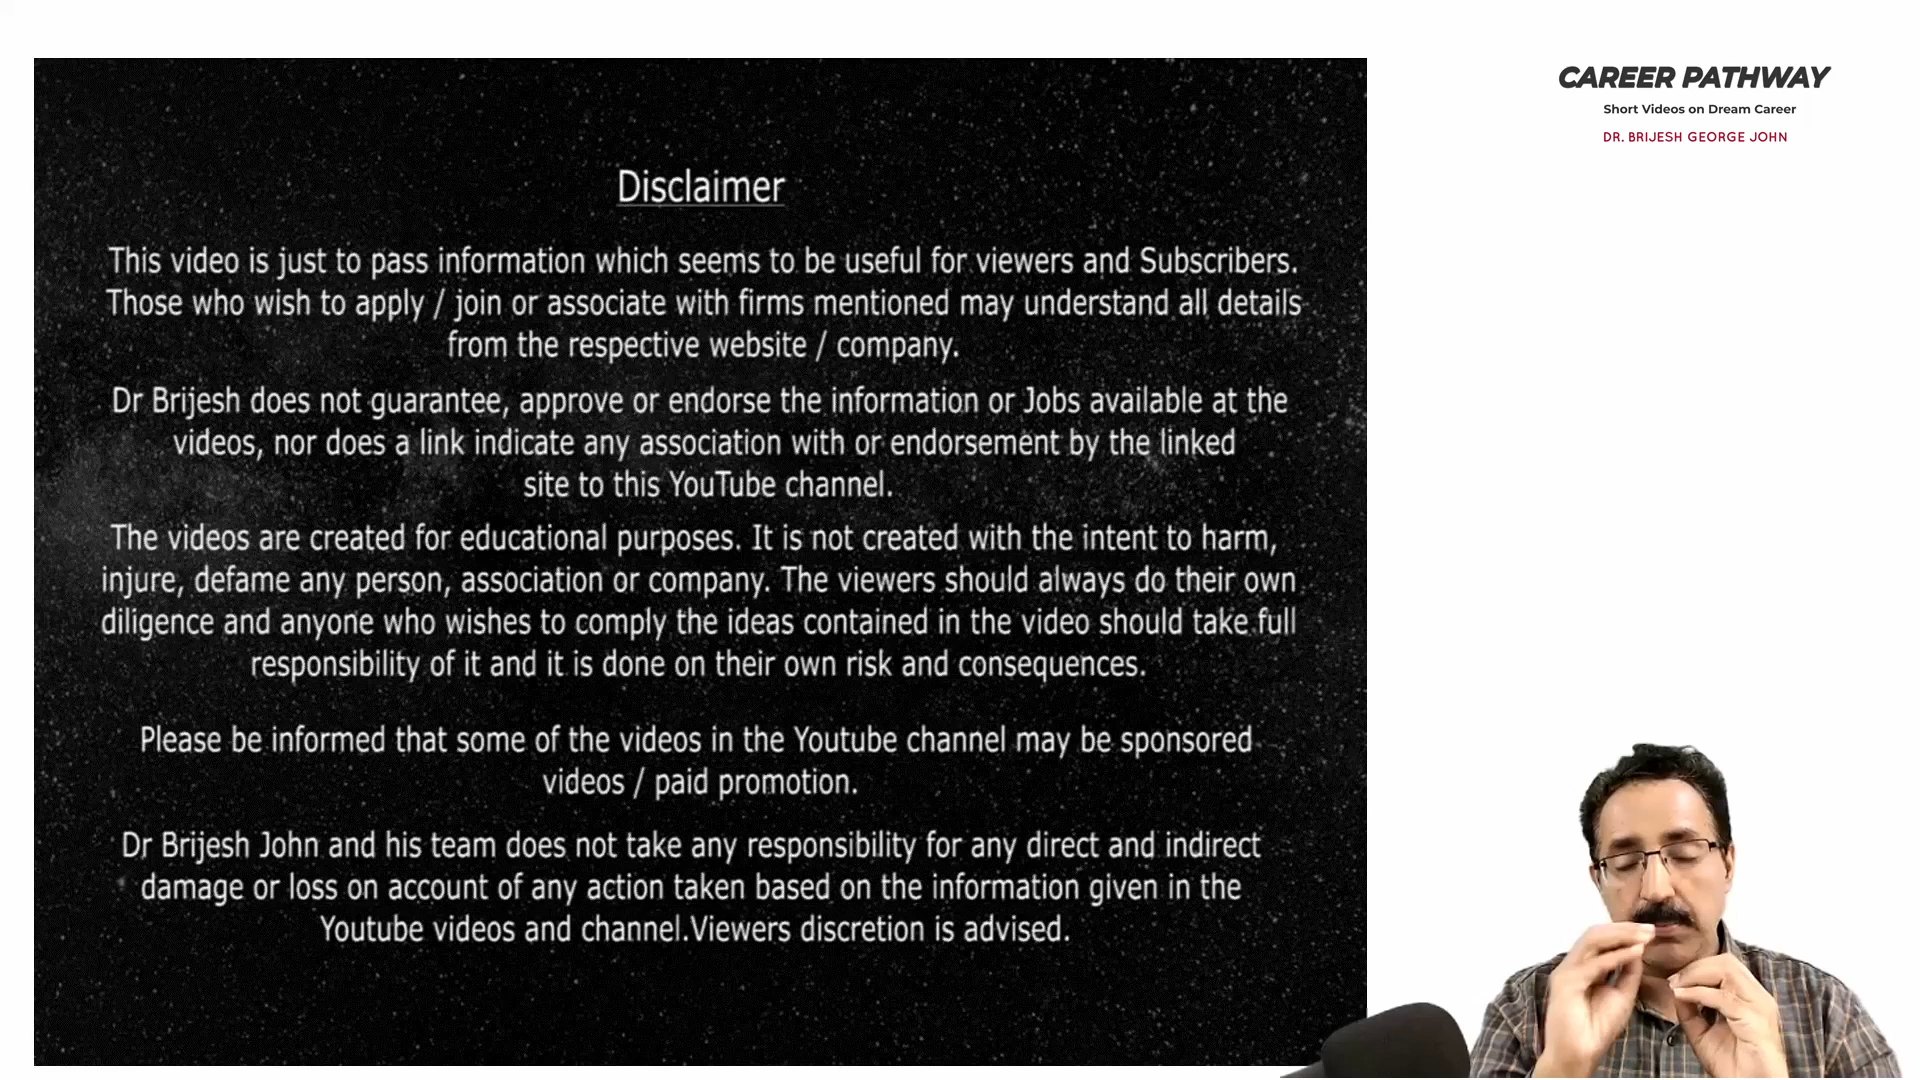 CAREER PATHWAY
Short Videos on Dream Career
DR. BRIJESH GEORGE JOHN
Disclaimer
This video is just to pass information which seems to be useful for viewers and Subscribers.
Those who wish to apply / join or associate with firms mentioned may understand all details
from the respective website / company.
Dr Brijesh does not guarantee, approve or endorse the information or Jobs available at the
videos, nor does a link indicate any association with or endorsement by the linked
site to this YouTube channel.
The videos are created for educational purposes. It is not created with the intent to harm,
injure, defame any person, association or company. The viewers should always do their own
diligence and anyone who wishes to comply the ideas contained in the video should take full
responsibility of it and it is done on their own risk and consequences.
Please be informed that some of the videos in the Youtube channel may be sponsored
videos / paid promotion.
Dr Brijesh John and his team does not take any responsibility for any direct and indirect
damage or loss on account of any action taken based on the information given in the
Youtube videos and channel.Viewers discretion is advised.